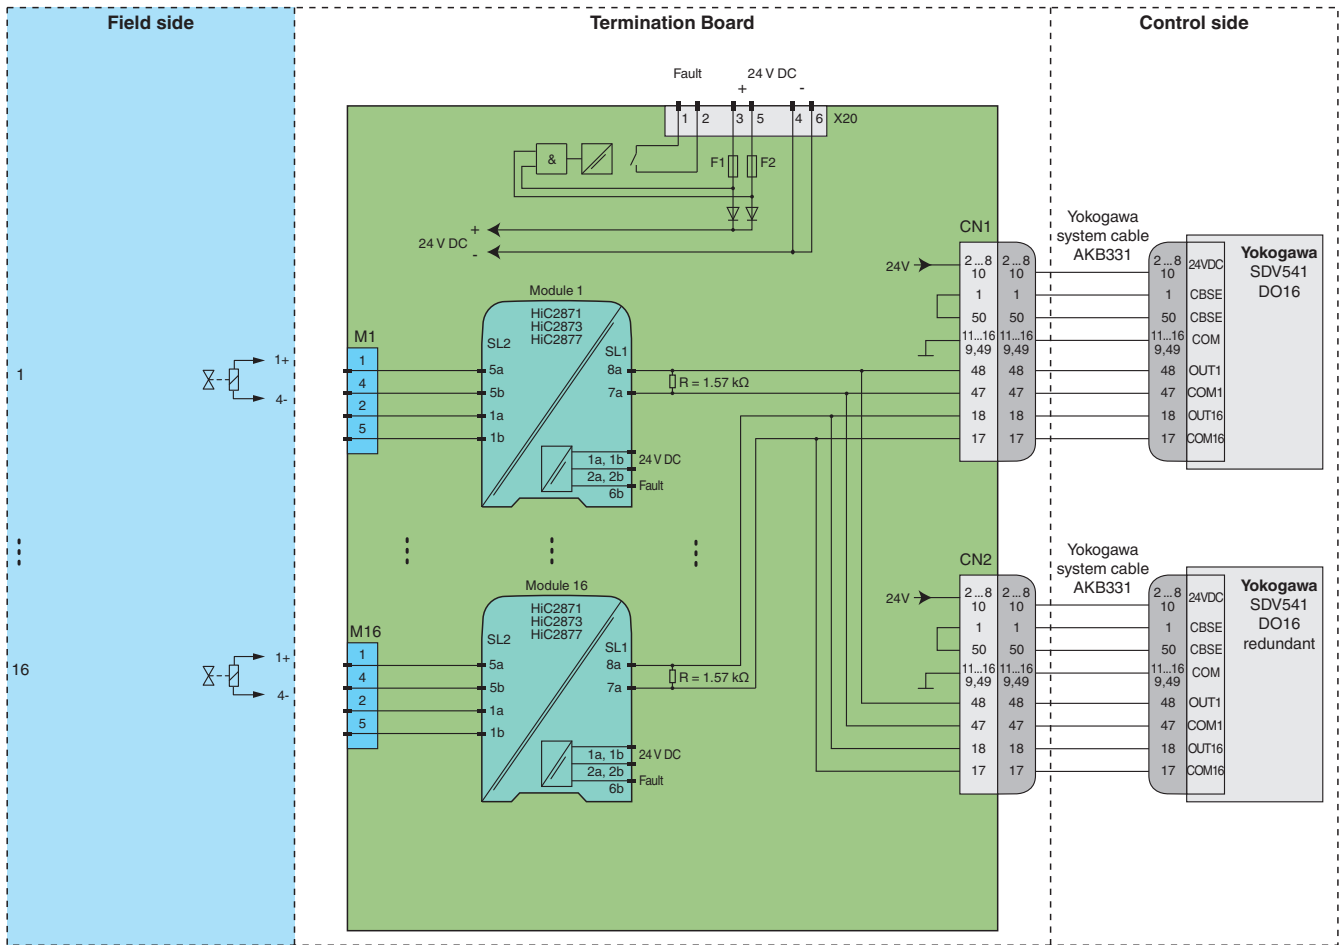 Field side
Termination Board
Control side
Fault
24 V DC
+
-
1
2
3
5
4
6
X20
&
F1
F2
+
24 V DC
-
Module 1
HiC2871
HiC2873
HiC2877
SL2
SL1
M1
1
4
2
5
5a
5b
1a
1b
8a
7a
R = 1.57 kΩ
1a, 1b
2a, 2b
6b
24 V DC
Fault
1
1+
4-
CN1
24V
2...8
10
1
50
11...16
9,49
48
47
18
17
2...8
10
1
50
11...16
9,49
48
47
18
17
Yokogawa
system cable
AKB331
2...8
10
1
50
11...16
9,49
48
47
18
17
24VDC
CBSE
CBSE
COM
OUT1
COM1
OUT16
COM16
Yokogawa
SDV541
DO16
Module 16
HiC2871
HiC2873
HiC2877
SL2
SL1
M16
1
4
2
5
5a
5b
1a
1b
8a
7a
R = 1.57 kΩ
1a, 1b
2a, 2b
6b
24 V DC
Fault
16
1+
4-
CN2
24V
2...8
10
1
50
11...16
9,49
48
47
18
17
2...8
10
1
50
11...16
9,49
48
47
18
17
Yokogawa
system cable
AKB331
2...8
10
1
50
11...16
9,49
48
47
18
17
24VDC
CBSE
CBSE
COM
OUT1
COM1
OUT16
COM16
Yokogawa
SDV541
DO16
redundant